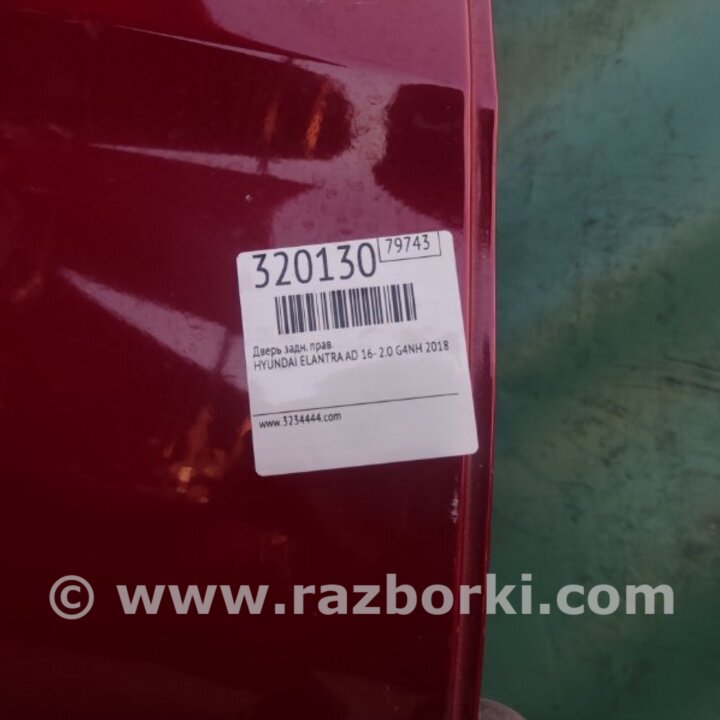 320130
79743
Дверь задн. прав.
HYUNDAI ELANTRA AD 16- 2.0 G4NH 2018
www.3234444.com
© www.razborki.com